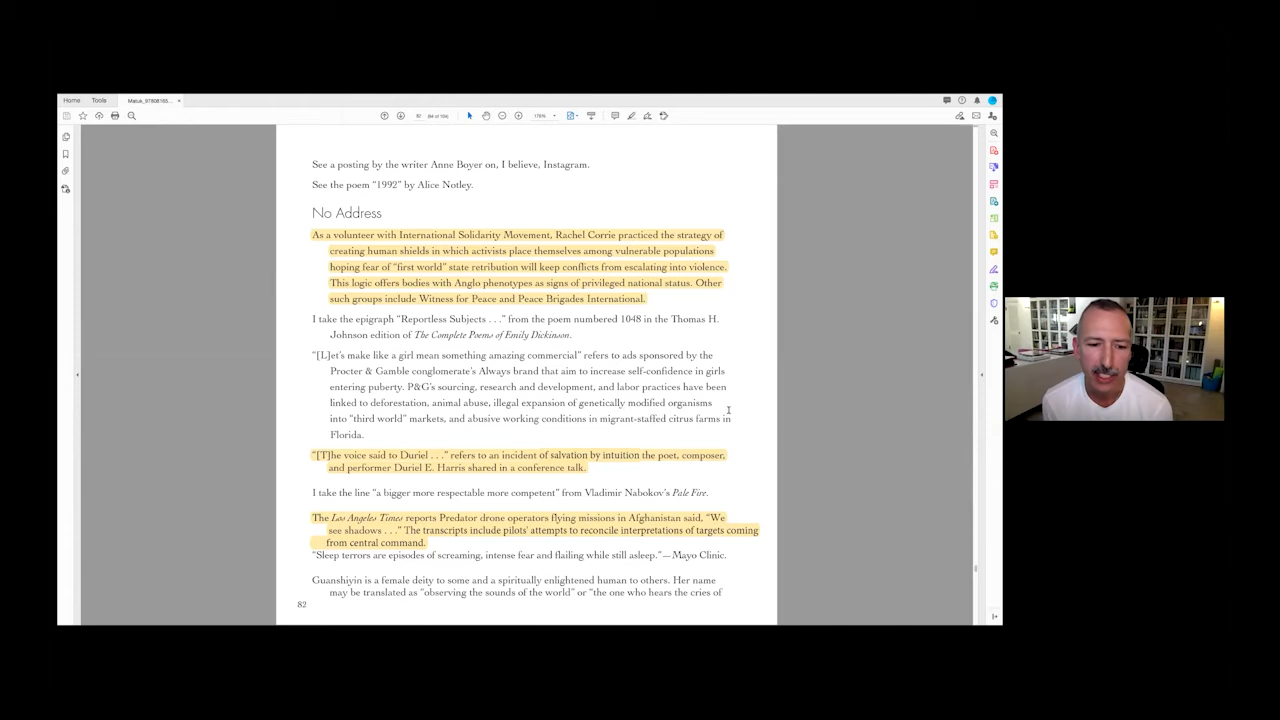 Home Tools Matuk_97808155... ×
82 (94 of 104) 176%
See a posting by the writer Anne Boyer on, I believe, Instagram.
See the poem “1992” by Alice Notley.
No Address
As a volunteer with International Solidarity Movement, Rachel Corrie practiced the strategy of
creating human shields in which activists place themselves among vulnerable populations
hoping fear of “first world” state retribution will keep conflicts from escalating into violence.
This logic offers bodies with Anglo phenotypes as signs of privileged national status. Other
such groups include Witness for Peace and Peace Brigades International.
I take the epigraph “Reportless Subjects . . .” from the poem numbered 1048 in the Thomas H.
Johnson edition of The Complete Poems of Emily Dickinson.
“[L]et’s make like a girl mean something amazing commercial” refers to ads sponsored by the
Procter & Gamble conglomerate’s Always brand that aim to increase self-confidence in girls
entering puberty. P&G’s sourcing, research and development, and labor practices have been
linked to deforestation, animal abuse, illegal expansion of genetically modified organisms
into “third world” markets, and abusive working conditions in migrant-staffed citrus farms in
Florida.
“[T]he voice said to Duriel . . .” refers to an incident of salvation by intuition the poet, composer,
and performer Duriel E. Harris shared in a conference talk.
I take the line “a bigger more respectable more competent” from Vladimir Nabokov’s Pale Fire.
The Los Angeles Times reports Predator drone operators flying missions in Afghanistan said, “We
see shadows . . .” The transcripts include pilots’ attempts to reconcile interpretations of targets coming
from central command.
“Sleep terrors are episodes of screaming, intense fear and flailing while still asleep.”—Mayo Clinic.
Guanshiyin is a female deity to some and a spiritually enlightened human to others. Her name
may be translated as “observing the sounds of the world” or “the one who hears the cries of
82